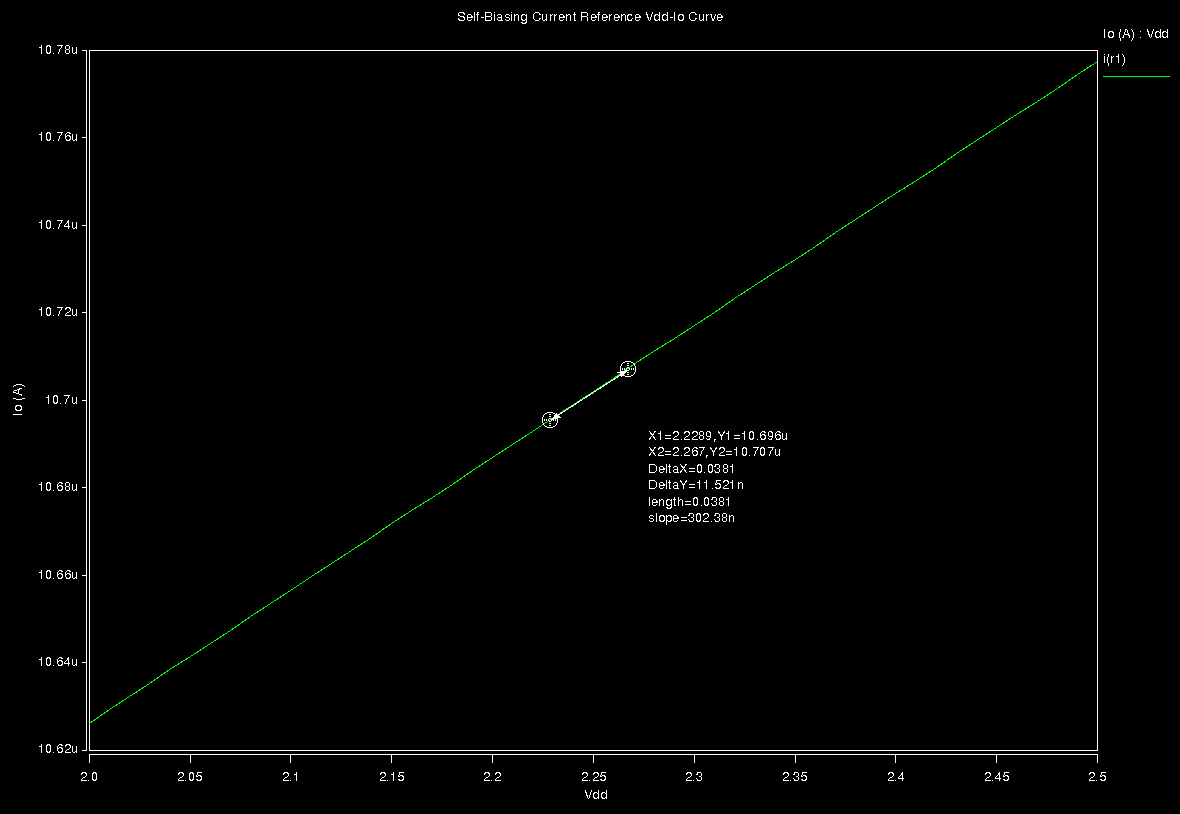 Self-Biasing Current Reference Vdd-Io Curve
Io (A) : Vdd
i(r1)
10.78u
10.76u
10.74u
10.72u
10.7u
10.68u
10.66u
10.64u
10.62u
Io (A)
X1=2.2289,Y1=10.696u
X2=2.267,Y2=10.707u
DeltaX=0.0381
DeltaY=11.521n
length=0.0381
slope=302.38n
2.0 2.05 2.1 2.15 2.2 2.25 2.3 2.35 2.4 2.45 2.5
Vdd